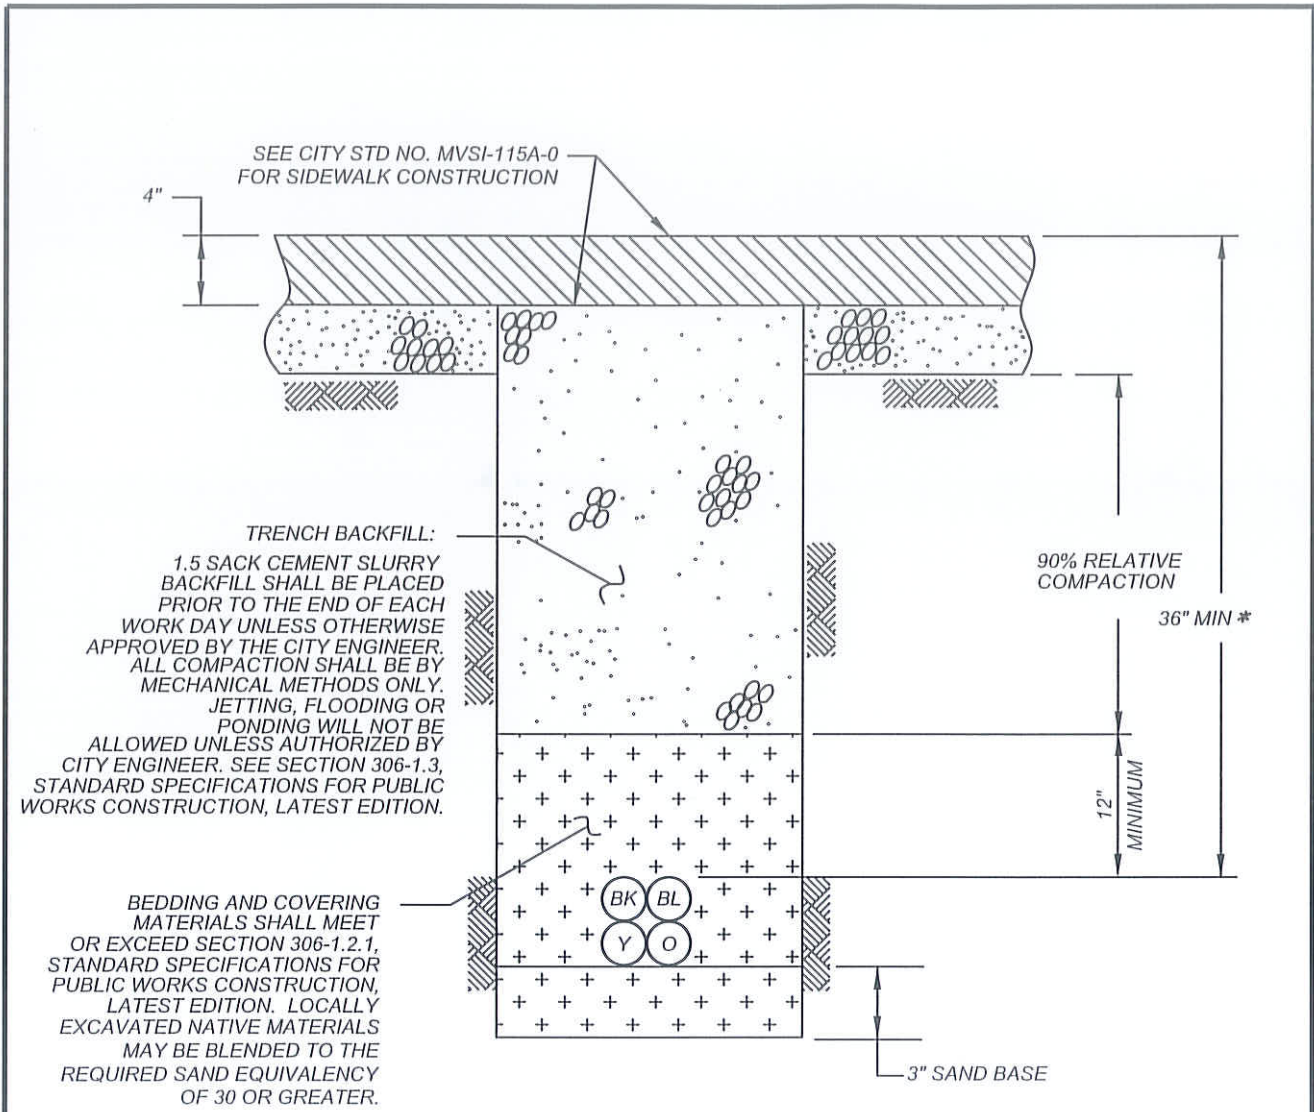 SEE CITY STD NO. MVSI-115A-0
FOR SIDEWALK CONSTRUCTION
4"
TRENCH BACKFILL:
1.5 SACK CEMENT SLURRY
BACKFILL SHALL BE PLACED
PRIOR TO THE END OF EACH
WORK DAY UNLESS OTHERWISE
APPROVED BY THE CITY ENGINEER.
ALL COMPACTION SHALL BE BY
MECHANICAL METHODS ONLY.
JETTING, FLOODING OR
PONDING WILL NOT BE
ALLOWED UNLESS AUTHORIZED BY
CITY ENGINEER. SEE SECTION 306-1.3,
STANDARD SPECIFICATIONS FOR PUBLIC
WORKS CONSTRUCTION, LATEST EDITION.
90% RELATIVE
COMPACTION
36" MIN *
12"
MINIMUM
BK BL
Y O
BEDDING AND COVERING
MATERIALS SHALL MEET
OR EXCEED SECTION 306-1.2.1,
STANDARD SPECIFICATIONS FOR
PUBLIC WORKS CONSTRUCTION,
LATEST EDITION. LOCALLY
EXCAVATED NATIVE MATERIALS
MAY BE BLENDED TO THE
REQUIRED SAND EQUIVALENCY
OF 30 OR GREATER.
3" SAND BASE